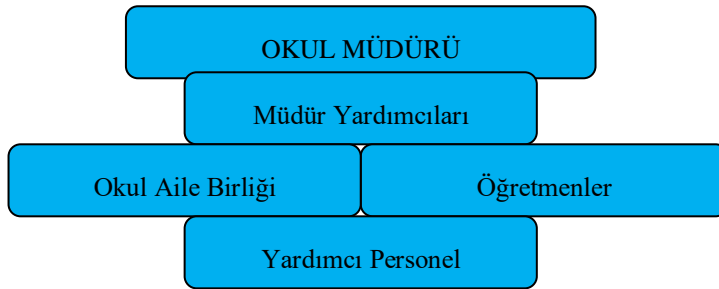 OKUL MÜDÜRÜ
Müdür Yardımcıları
Okul Aile Birliği
Öğretmenler
Yardımcı Personel